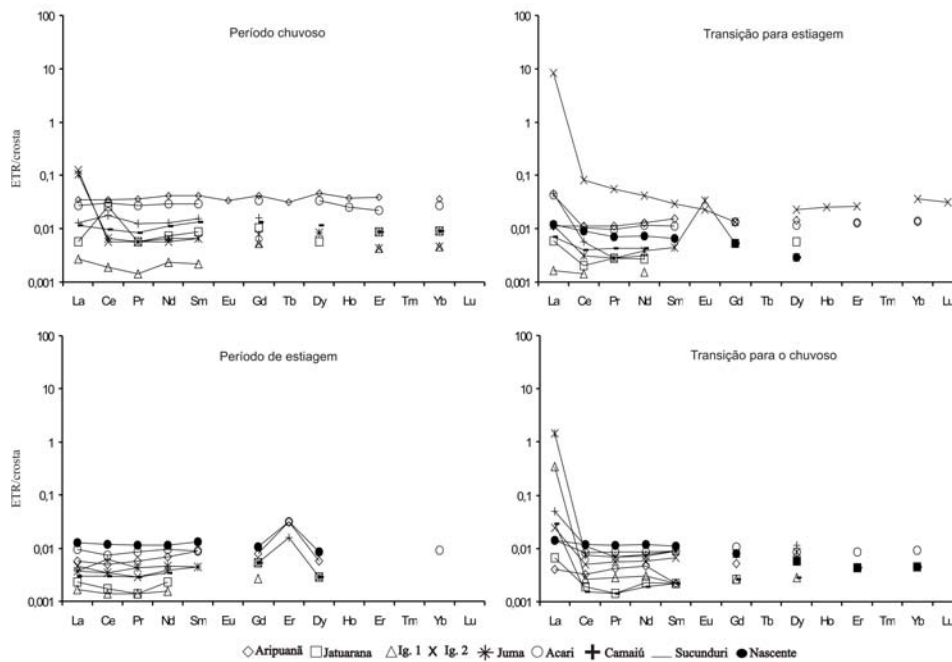 Período chuvoso
ETR/crosta
100
10
1
0,1
0,01
0,001
La Ce Pr Nd Sm Eu Gd Tb Dy Ho Er Tm Yb Lu
Transição para estiagem
100
10
1
0,1
0,01
0,001
La Ce Pr Nd Sm Eu Gd Tb Dy Ho Er Tm Yb Lu
Período de estiagem
ETR/crosta
100
10
1
0,1
0,01
0,001
La Ce Pr Nd Sm Eu Gd Er Dy Ho Er Tm Yb Lu
Transição para o chuvoso
100
10
1
0,1
0,01
0,001
La Ce Pr Nd Sm Eu Gd Tb Dy Ho Er Tm Yb Lu
Aripuanã Jatuarana Ig. 1 Ig. 2 Juma Acari Camaiú Sucunduri Nascente